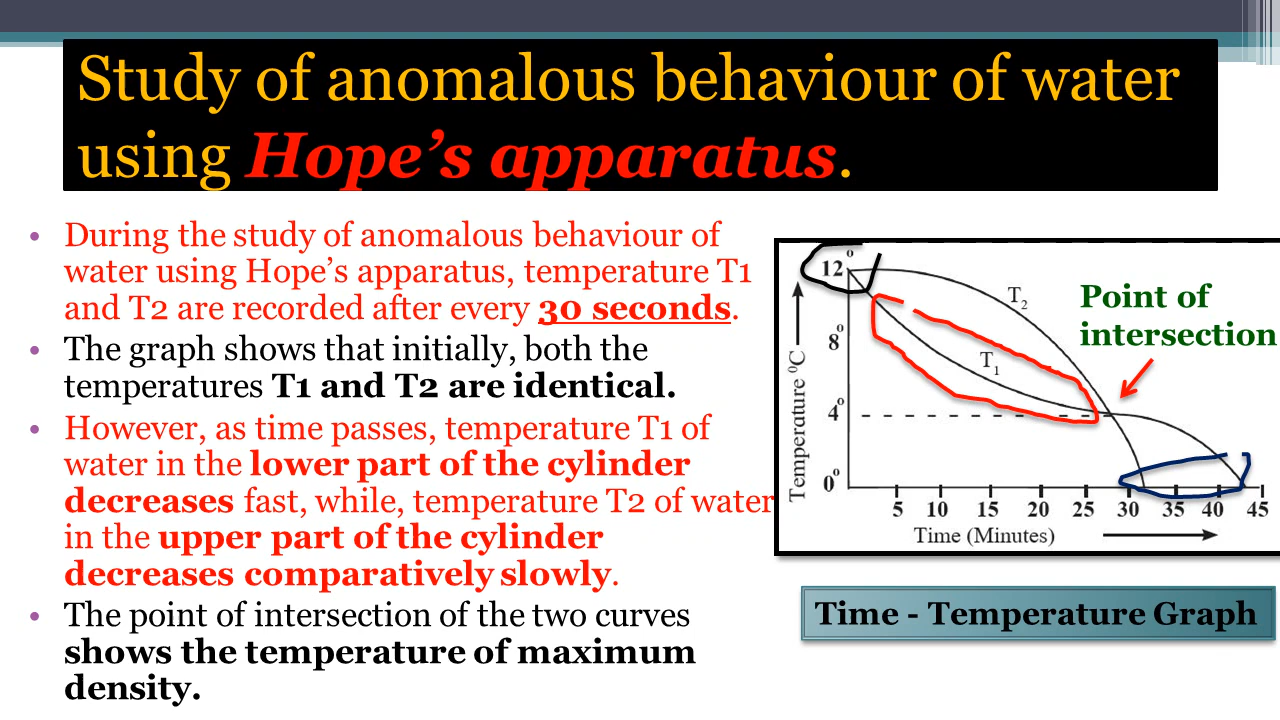 Study of anomalous behaviour of water
using Hope's apparatus.
• During the study of anomalous behaviour of
water using Hope's apparatus, temperature T1
and T2 are recorded after every 30 seconds.
• The graph shows that initially, both the
temperatures T1 and T2 are identical.
• However, as time passes, temperature T1 of
water in the lower part of the cylinder
decreases fast, while, temperature T2 of water
in the upper part of the cylinder
decreases comparatively slowly.
• The point of intersection of the two curves
shows the temperature of maximum
density.
12°
8°
4°
0°
Temperature ⁰C
T₂
T₁
Point of
intersection
5 10 15 20 25 30 35 40 45
Time (Minutes)
Time - Temperature Graph